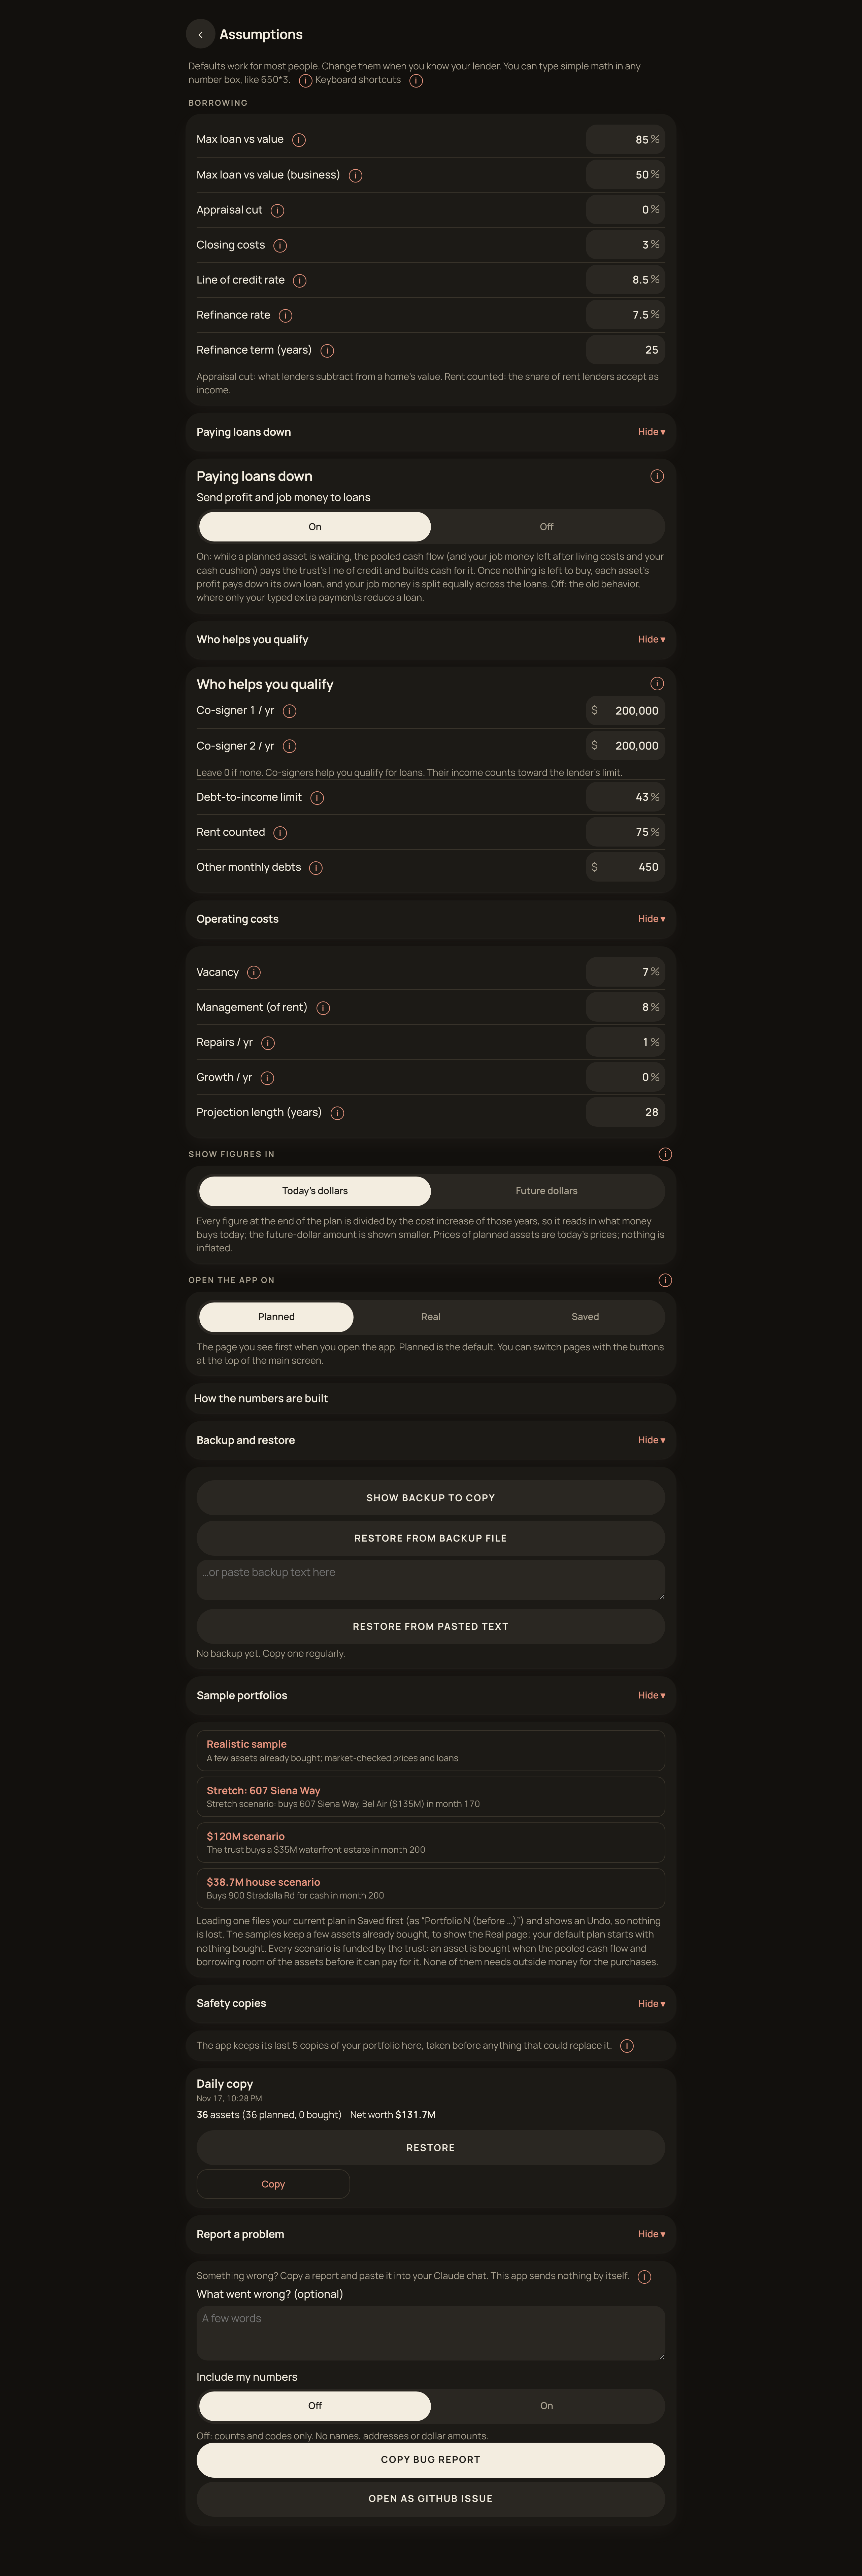 ‹ Assumptions
Defaults work for most people. Change them when you know your lender. You can type simple math in any
number box, like 650*3. i Keyboard shortcuts i
BORROWING
Max loan vs value i 85 %
Max loan vs value (business) i 50 %
Appraisal cut i 0 %
Closing costs i 3 %
Line of credit rate i 8.5 %
Refinance rate i 7.5 %
Refinance term (years) i 25
Appraisal cut: what lenders subtract from a home's value. Rent counted: the share of rent lenders accept as
income.
Paying loans down Hide ▾
Paying loans down i
Send profit and job money to loans
On Off
On: while a planned asset is waiting, the pooled cash flow (and your job money left after living costs and your
cash cushion) pays the trust's line of credit and builds cash for it. Once nothing is left to buy, each asset's
profit pays down its own loan, and your job money is split equally across the loans. Off: the old behavior,
where only your typed extra payments reduce a loan.
Who helps you qualify Hide ▾
Who helps you qualify i
Co-signer 1 / yr i $ 200,000
Co-signer 2 / yr i $ 200,000
Leave 0 if none. Co-signers help you qualify for loans. Their income counts toward the lender's limit.
Debt-to-income limit i 43 %
Rent counted i 75 %
Other monthly debts i $ 450
Operating costs Hide ▾
Vacancy i 7 %
Management (of rent) i 8 %
Repairs / yr i 1 %
Growth / yr i 0 %
Projection length (years) i 28
SHOW FIGURES IN i
Today's dollars Future dollars
Every figure at the end of the plan is divided by the cost increase of those years, so it reads in what money
buys today; the future-dollar amount is shown smaller. Prices of planned assets are today's prices; nothing is
inflated.
OPEN THE APP ON i
Planned Real Saved
The page you see first when you open the app. Planned is the default. You can switch pages with the buttons
at the top of the main screen.
How the numbers are built
Backup and restore Hide ▾
SHOW BACKUP TO COPY
RESTORE FROM BACKUP FILE
…or paste backup text here
RESTORE FROM PASTED TEXT
No backup yet. Copy one regularly.
Sample portfolios Hide ▾
Realistic sample
A few assets already bought; market-checked prices and loans
Stretch: 607 Siena Way
Stretch scenario: buys 607 Siena Way, Bel Air ($135M) in month 170
$120M scenario
The trust buys a $35M waterfront estate in month 200
$38.7M house scenario
Buys 900 Stradella Rd for cash in month 200
Loading one files your current plan in Saved first (as "Portfolio N (before …)") and shows an Undo, so nothing
is lost. The samples keep a few assets already bought, to show the Real page; your default plan starts with
nothing bought. Every scenario is funded by the trust: an asset is bought when the pooled cash flow and
borrowing room of the assets before it can pay for it. None of them needs outside money for the purchases.
Safety copies Hide ▾
The app keeps its last 5 copies of your portfolio here, taken before anything that could replace it. i
Daily copy
Nov 17, 10:28 PM
36 assets (36 planned, 0 bought) Net worth $131.7M
RESTORE
Copy
Report a problem Hide ▾
Something wrong? Copy a report and paste it into your Claude chat. This app sends nothing by itself. i
What went wrong? (optional)
A few words
Include my numbers
Off On
Off: counts and codes only. No names, addresses or dollar amounts.
COPY BUG REPORT
OPEN AS GITHUB ISSUE